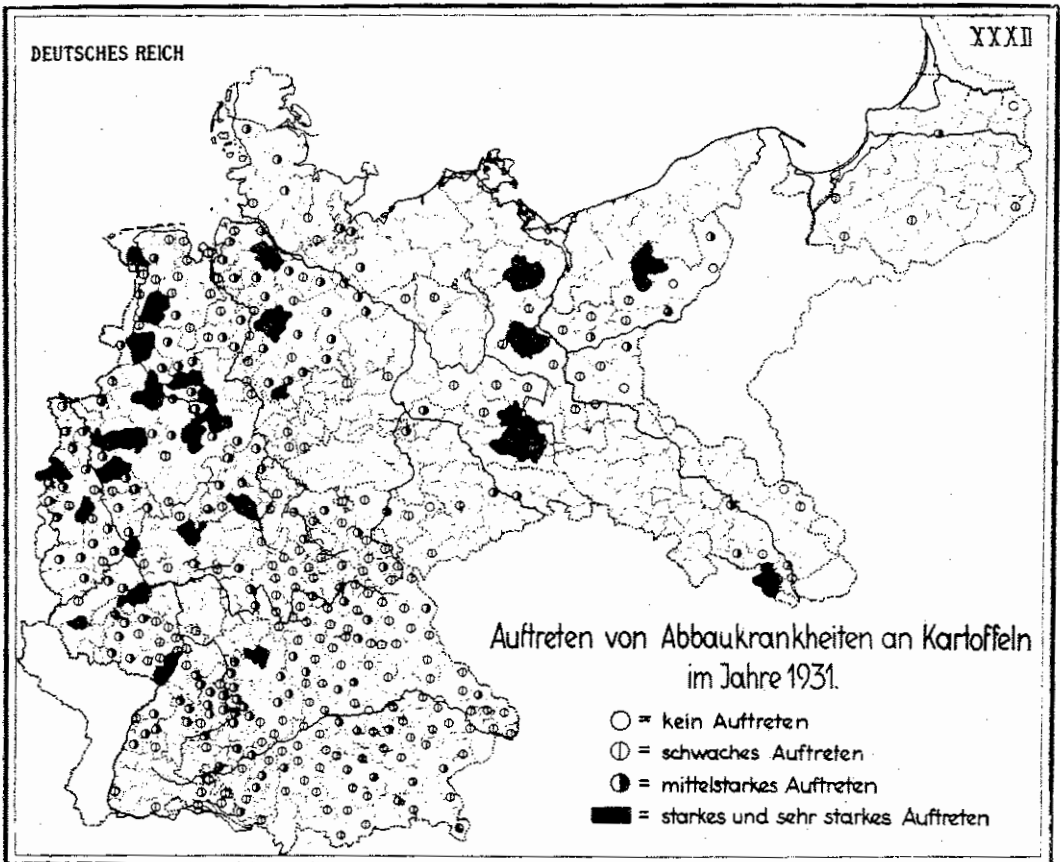 DEUTSCHES REICH
XXXII
Auftreten von Abbaukrankheiten an Kartoffeln
im Jahre 1931.
= kein Auftreten
= schwaches Auftreten
= mittelstarkes Auftreten
= starkes und sehr starkes Auftreten